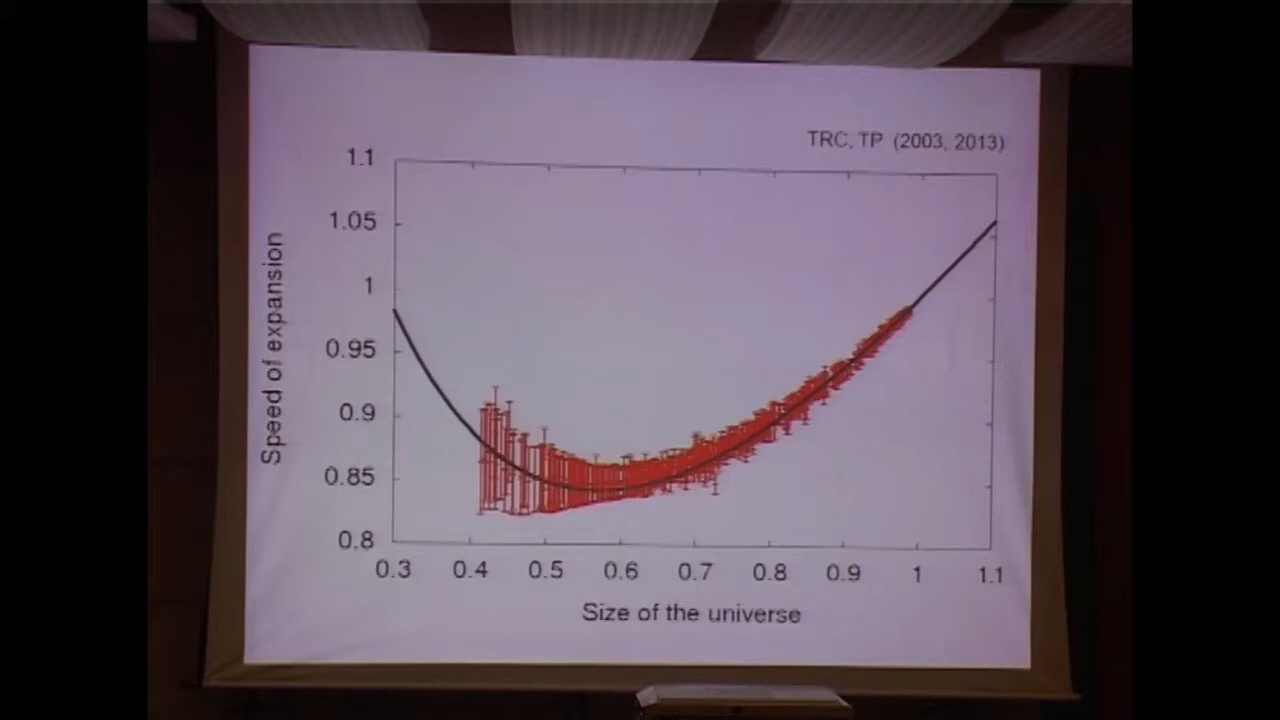 TRC, TP (2003, 2013)
1.1
1.05
1
0.95
0.9
0.85
0.8
Speed of expansion
0.3 0.4 0.5 0.6 0.7 0.8 0.9 1 1.1
Size of the universe